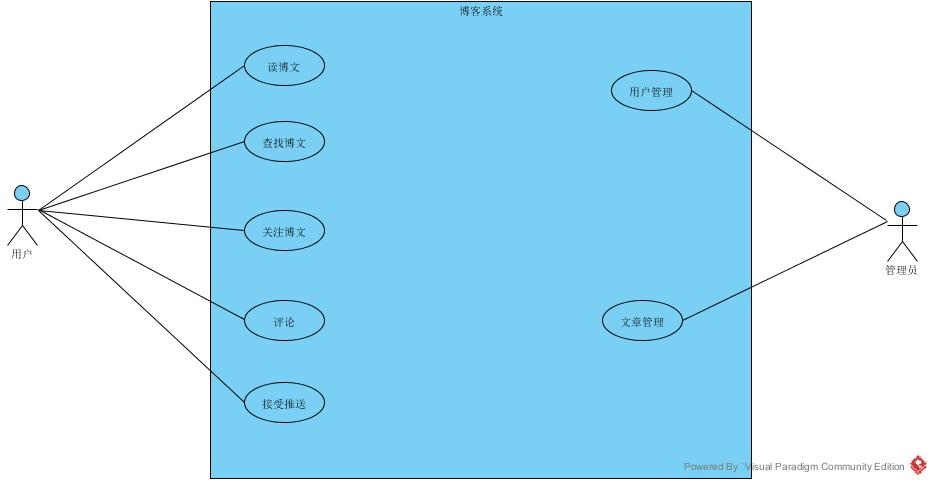 博客系统
读博文
用户管理
查找博文
关注博文
用户
管理员
评论
文章管理
接受推送
Powered By Visual Paradigm Community Edition